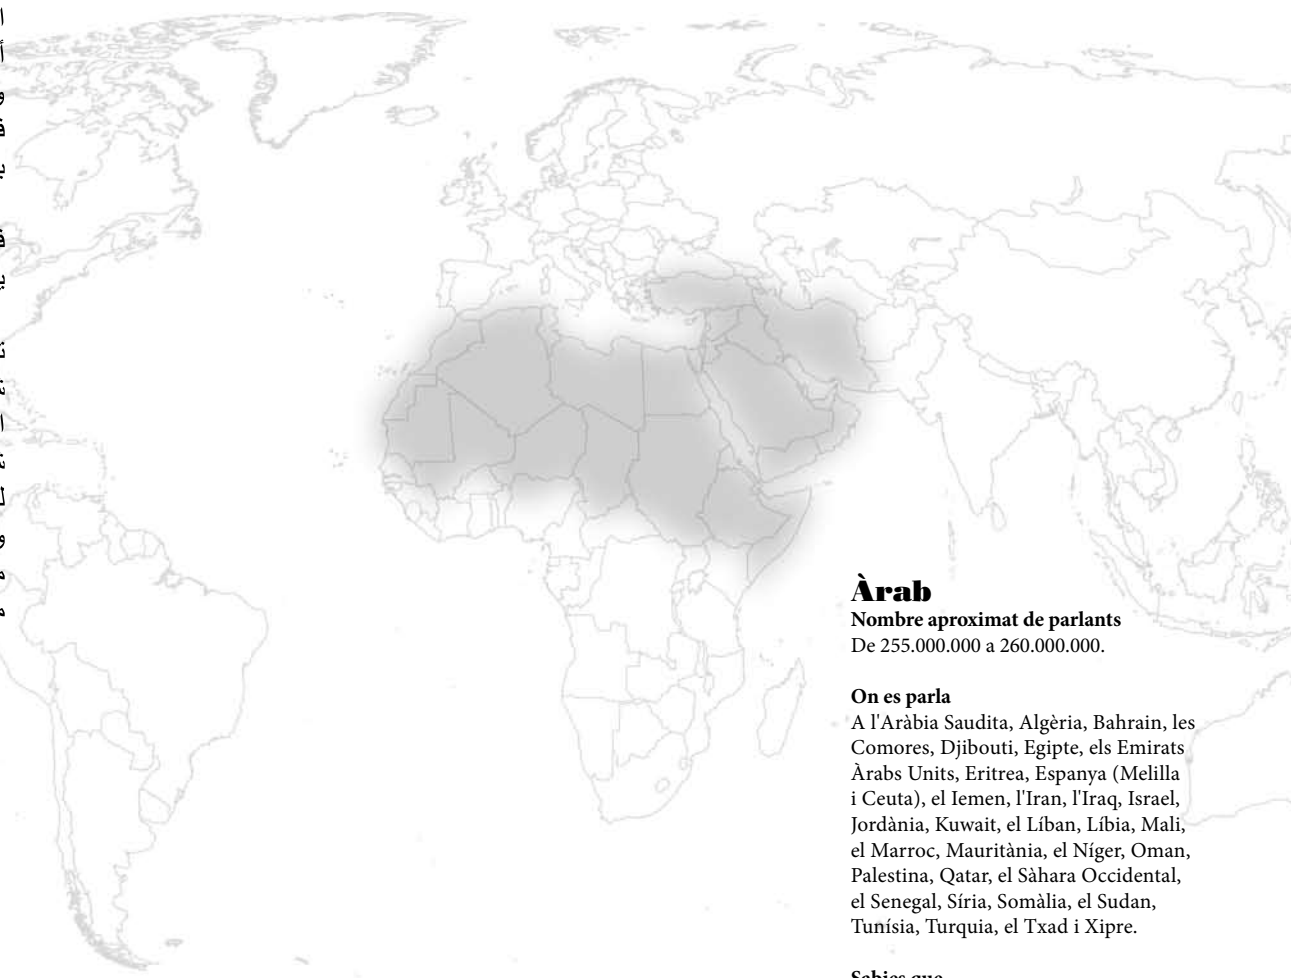 Àrab
Nombre aproximat de parlants
De 255.000.000 a 260.000.000.
On es parla
A l'Aràbia Saudita, Algèria, Bahrain, les
Comores, Djibouti, Egipte, els Emirats
Àrabs Units, Eritrea, Espanya (Melilla
i Ceuta), el Iemen, l'Iran, l'Iraq, Israel,
Jordània, Kuwait, el Líban, Líbia, Mali,
el Marroc, Mauritània, el Níger, Oman,
Palestina, Qatar, el Sàhara Occidental,
el Senegal, Síria, Somàlia, el Sudan,
Tunísia, Turquia, el Txad i Xipre.
Sabies que